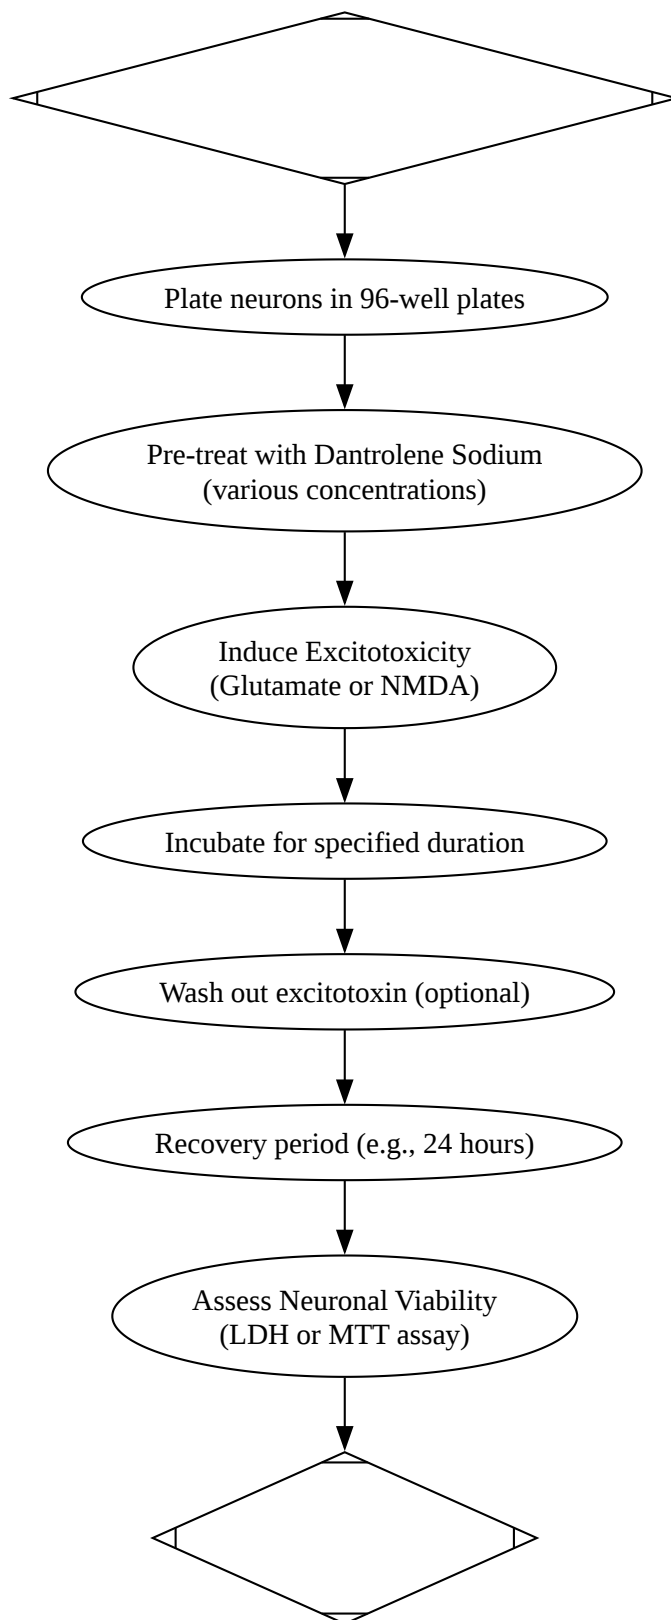 Plate neurons in 96-well plates
Pre-treat with Dantrolene Sodium
(various concentrations)
Induce Excitotoxicity
(Glutamate or NMDA)
Incubate for specified duration
Wash out excitotoxin (optional)
Recovery period (e.g., 24 hours)
Assess Neuronal Viability
(LDH or MTT assay)